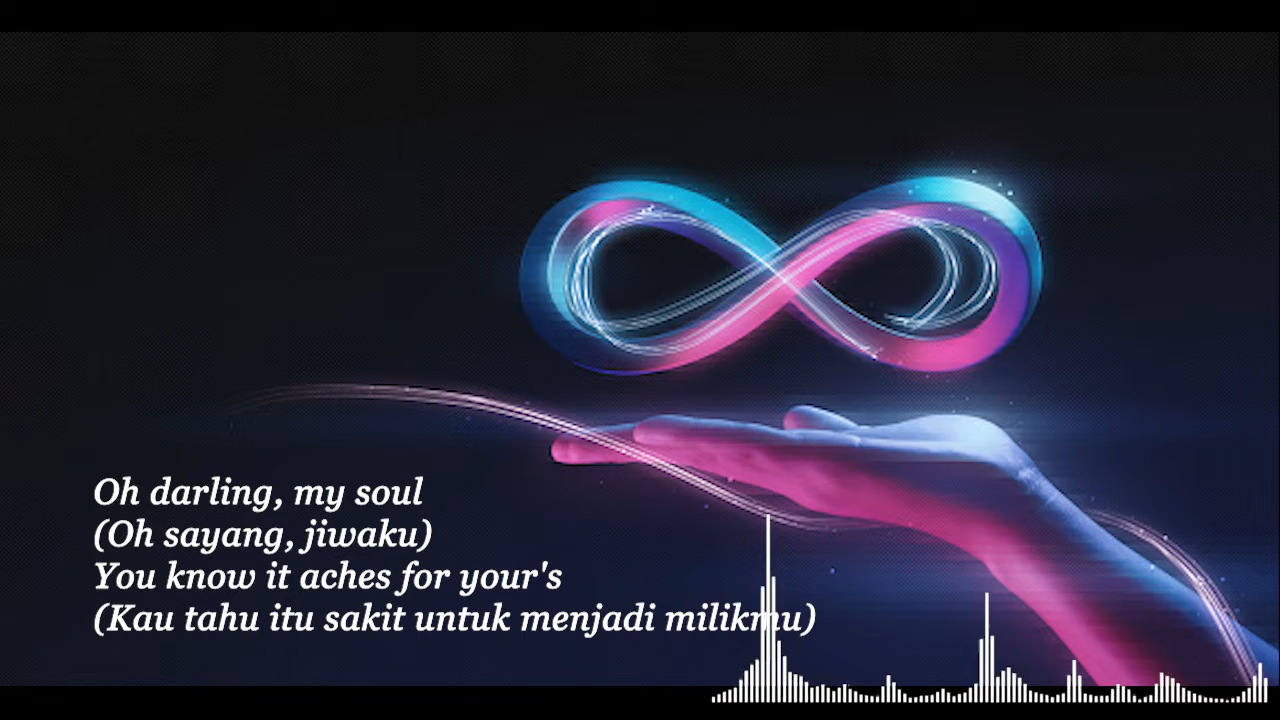 Oh darling, my soul
(Oh sayang, jiwaku)
You know it aches for your's
(Kau tahu itu sakit untuk menjadi milikmu)